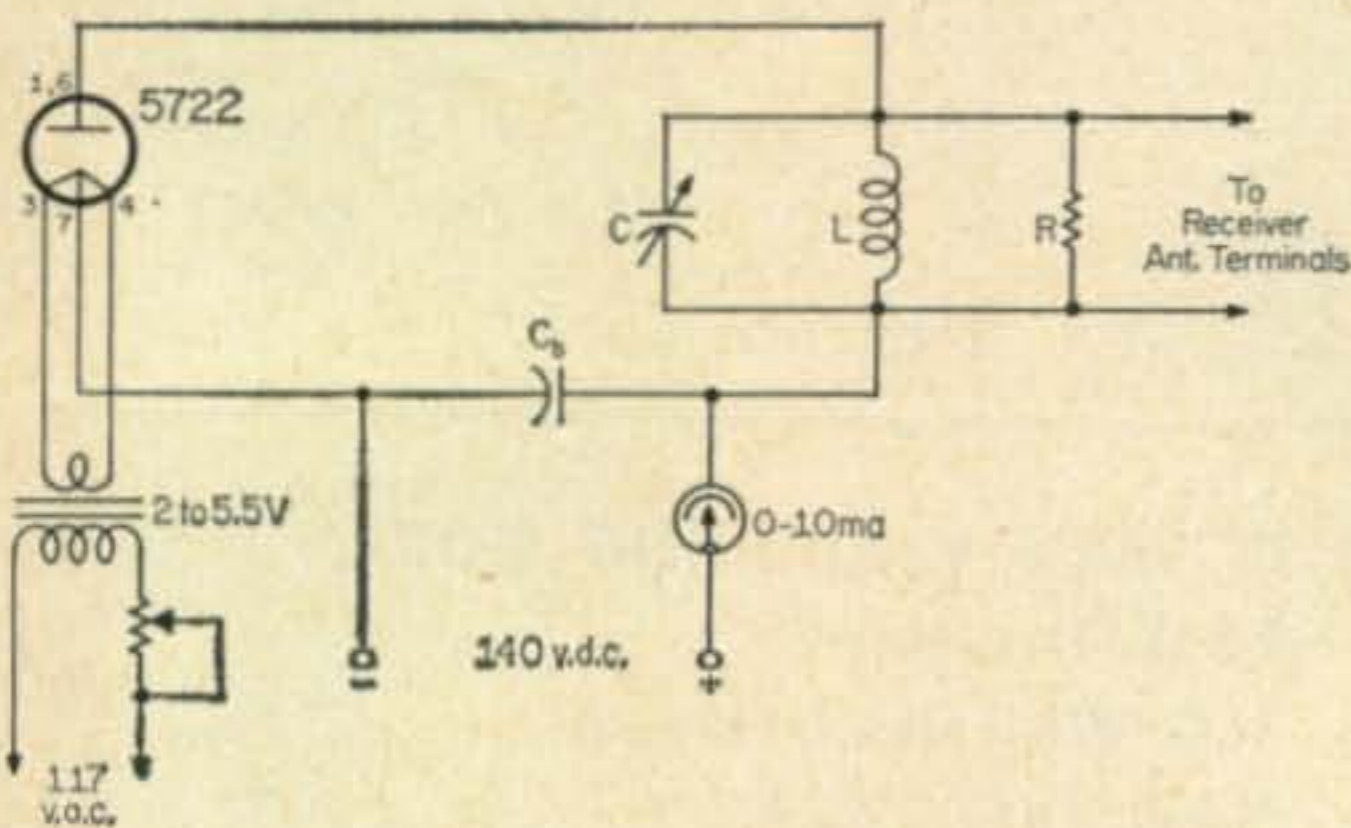 1,6
5722
3
7
4
C
L
R
To
Receiver
Ant. Terminals
Cb
2 to 5.5V
0-10ma
140 v.d.c.
-
+
117
v.a.c.